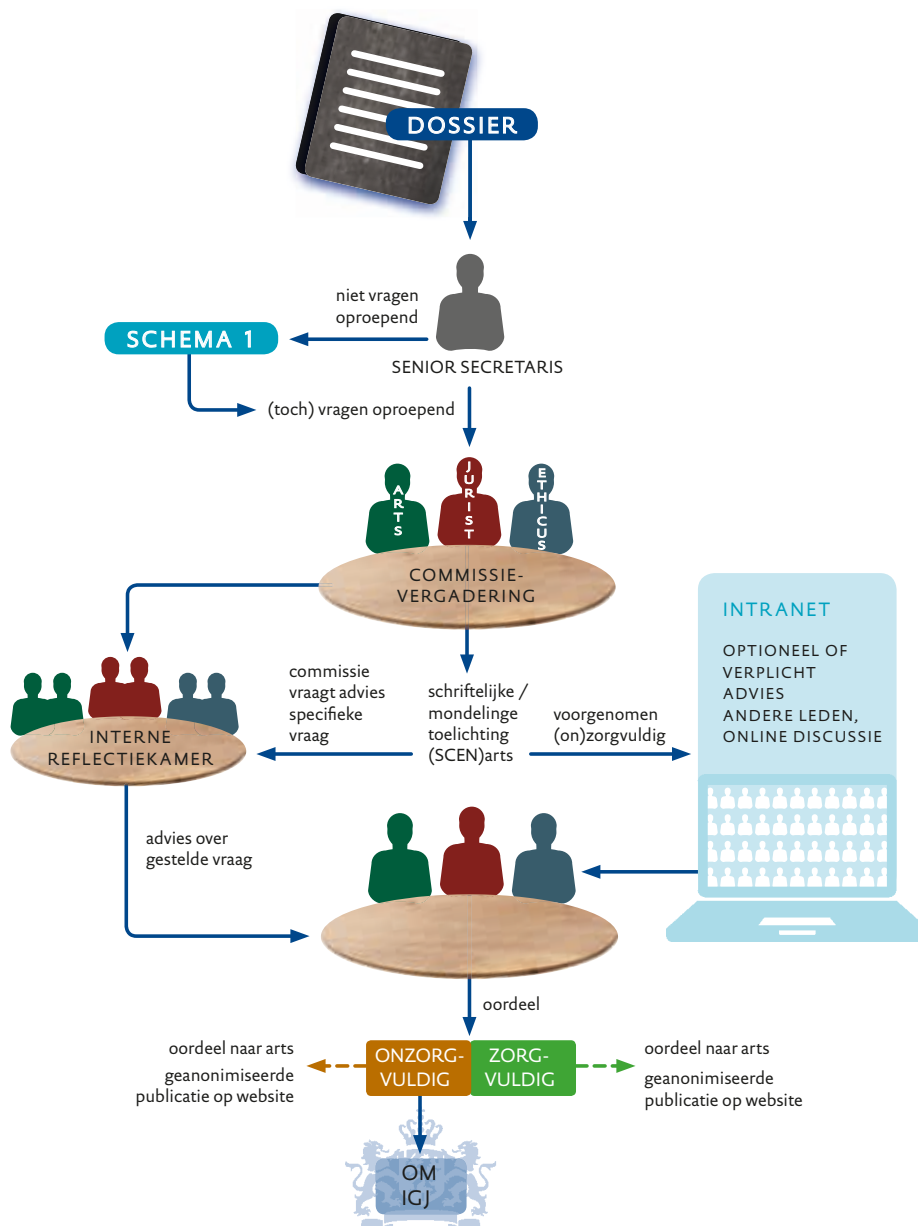 DOSSIER
niet vragen
oproepend
SCHEMA 1
SENIOR SECRETARIS
(toch) vragen oproepend
ARTS
JURIST
ETHICUS
COMMISSIE-
VERGADERING
INTRANET
OPTIONEEL OF
VERPLICHT
ADVIES
ANDERE LEDEN,
ONLINE DISCUSSIE
commissie
vraagt advies
specifieke
vraag
schriftelijke /
mondelinge
toelichting
(SCEN)arts
voorgenomen
(on)zorgvuldig
INTERNE
REFLECTIEKAMER
advies over
gestelde vraag
oordeel
ONZORG-
VULDIG
ZORG-
VULDIG
oordeel naar arts
geanonimiseerde
publicatie op website
oordeel naar arts
geanonimiseerde
publicatie op website
OM
IGJ